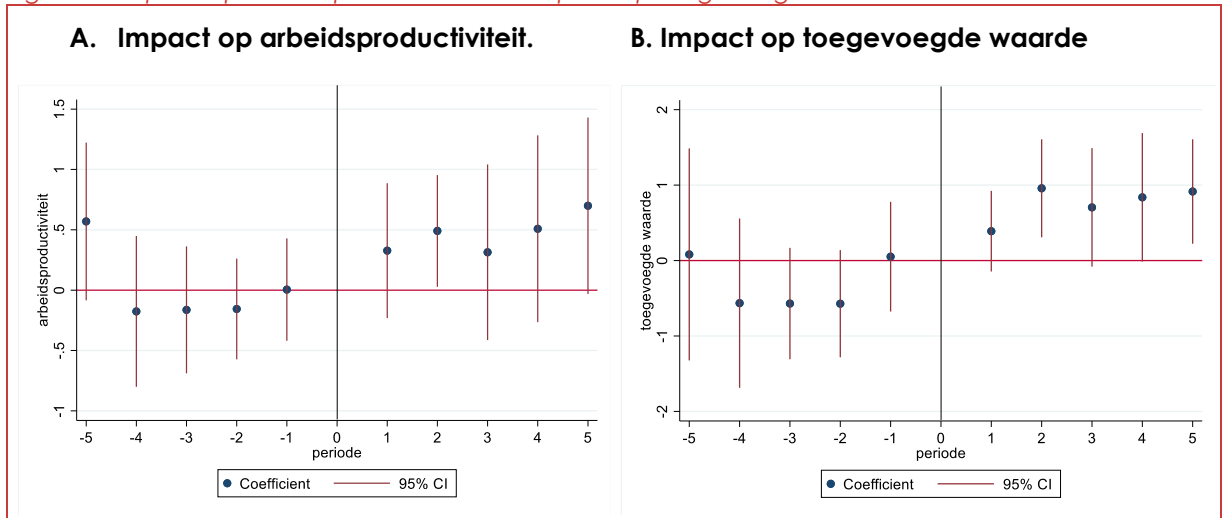 A. Impact op arbeidsproductiviteit.
B. Impact op toegevoegde waarde
arbeidsproductiviteit
1.5
1
.5
0
-.5
-1
-5 -4 -3 -2 -1 0 1 2 3 4 5
periode
Coefficient 95% CI
toegevoegde waarde
2
1
0
-1
-2
-5 -4 -3 -2 -1 0 1 2 3 4 5
periode
Coefficient 95% CI